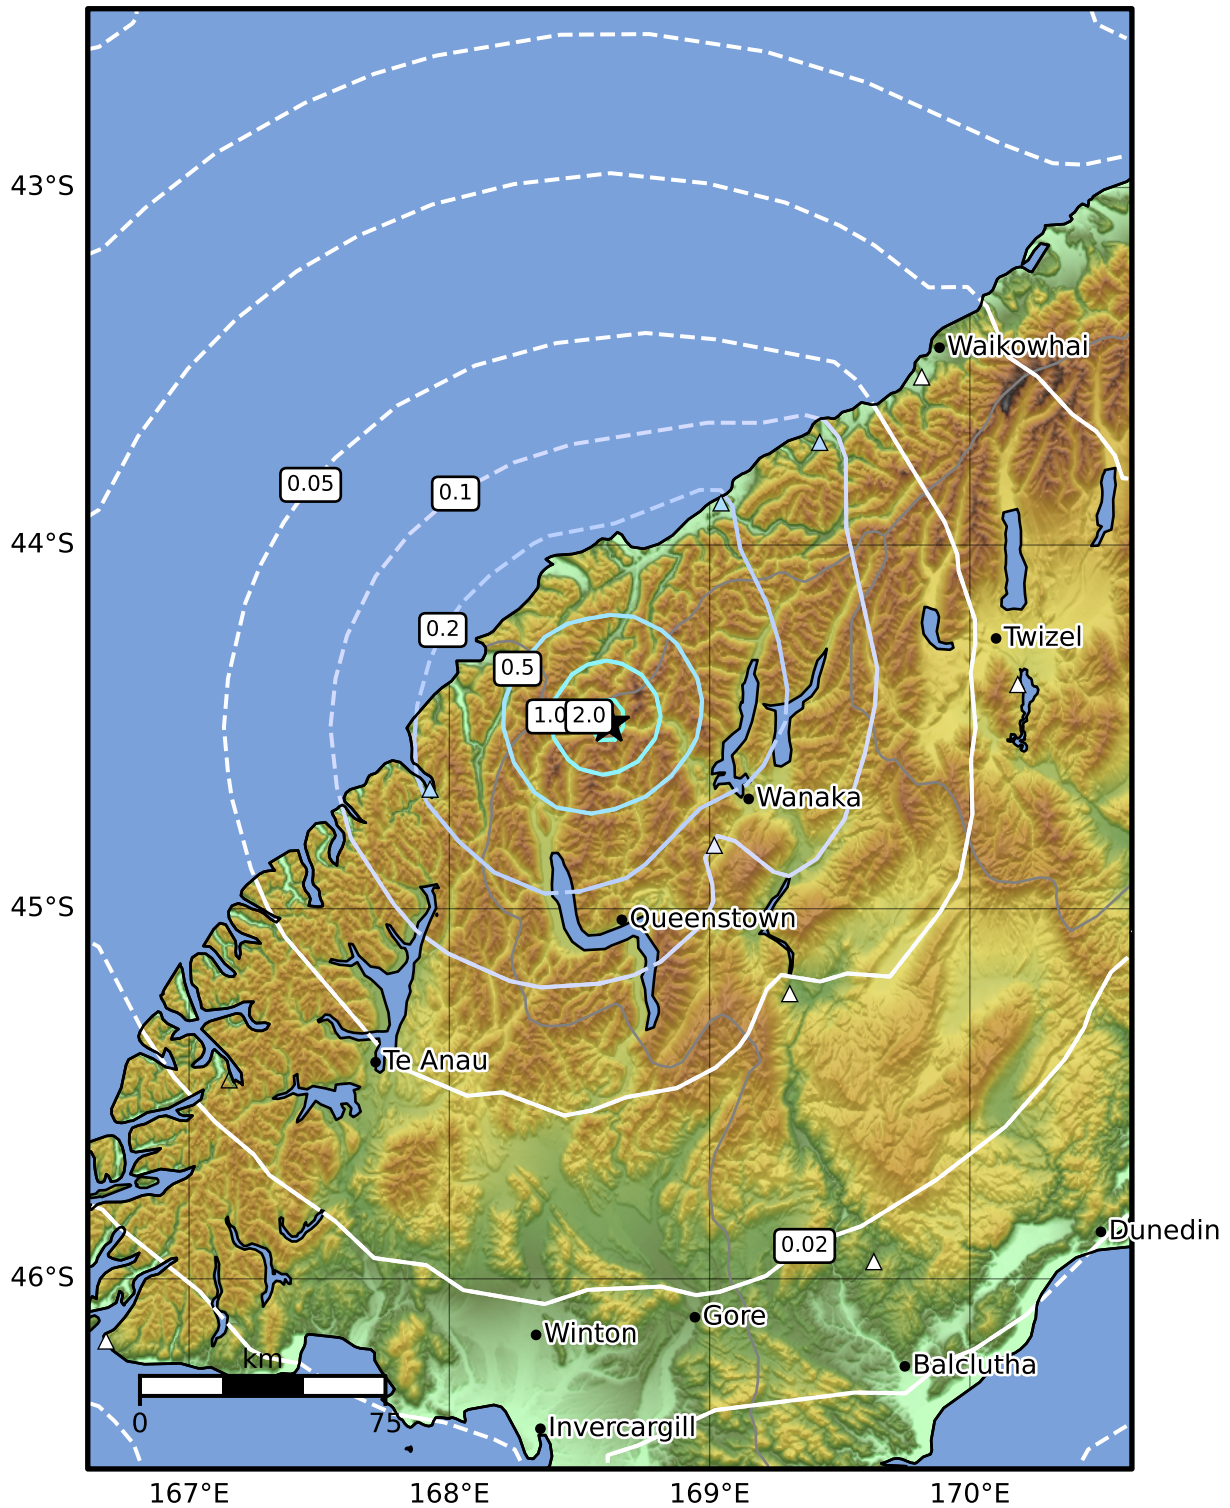 43°S
Waikowhai
0.05
0.1
44°S
0.2
Twizel
0.5
1.0
2.0
Wanaka
45°S
Queenstown
Te Anau
Dunedin
0.02
46°S
Gore
Winton
km
Balclutha
0
75
Invercargill
167°E
168°E
169°E
170°E